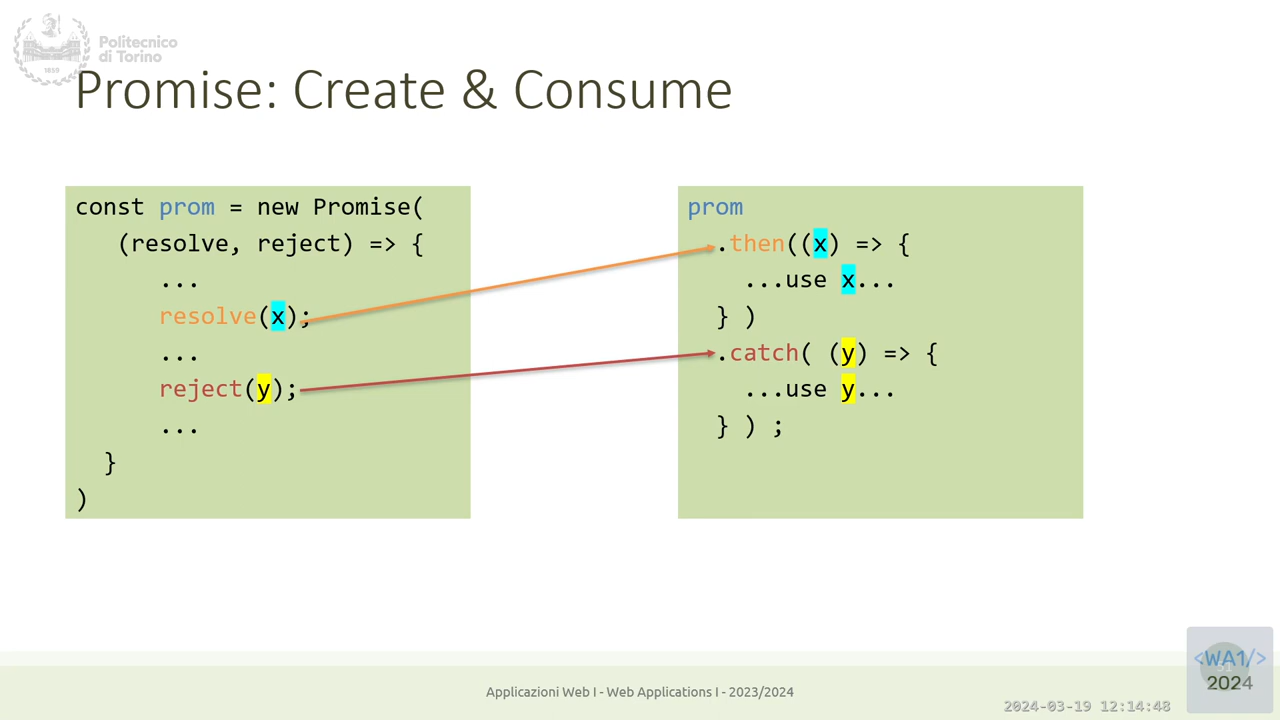 Politecnico
di Torino
1859
Promise: Create & Consume
const prom = new Promise(
(resolve, reject) => {
...
resolve(x);
...
reject(y);
...
}
)
prom
.then((x) => {
...use x...
} )
.catch( (y) => {
...use y...
} ) ;
Applicazioni Web I - Web Applications I - 2023/2024
2024-03-19 12:14:48
<WA1/>
2024